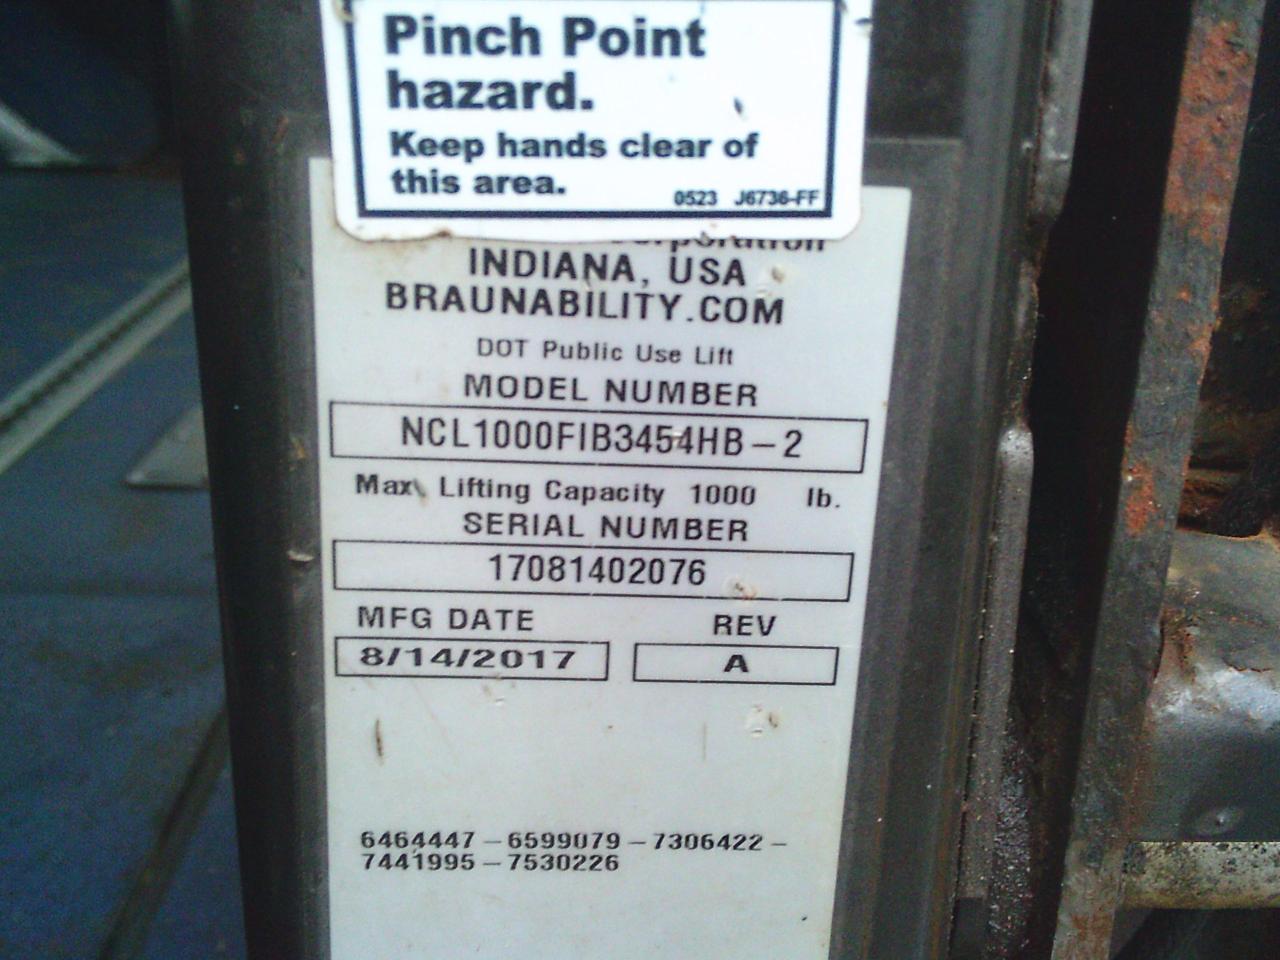 Pinch Point
hazard.
Keep hands clear of
this area.
0523 J6736-FF
Corporation
INDIANA, USA
BRAUNABILITY.COM
DOT Public Use Lift
MODEL NUMBER
NCL1000FIB3454HB-2
Max. Lifting Capacity 1000 lb.
SERIAL NUMBER
17081402076
MFG DATE REV
8/14/2017 A
6464447-6599079-7306422-
7441995-7530226